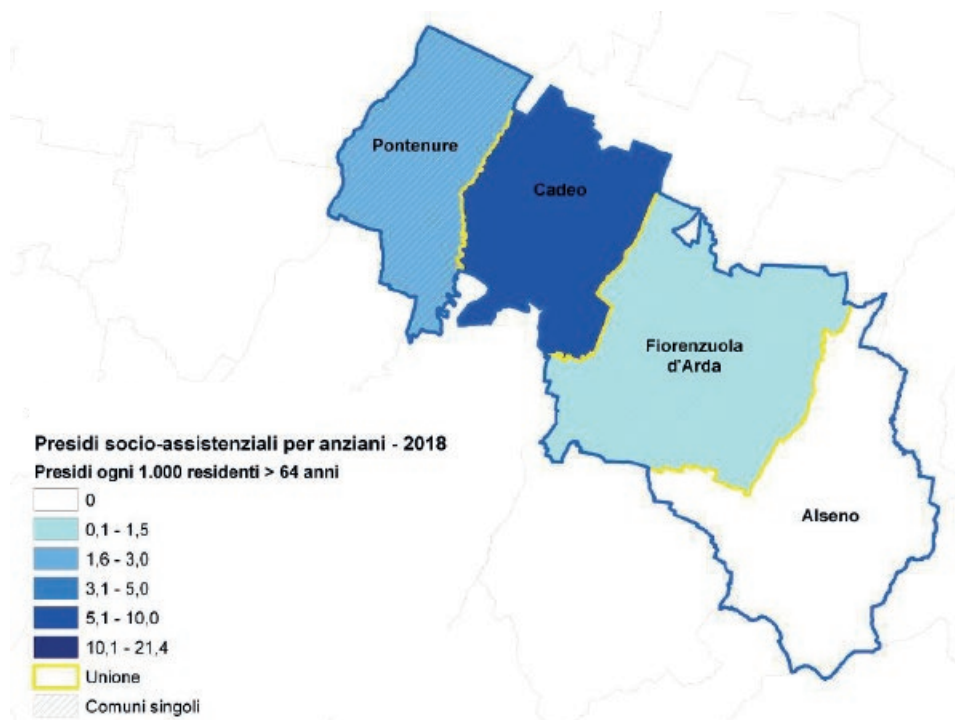 Pontenure
Cadeo
Fiorenzuola
d'Arda
Alseno
Presidi socio-assistenziali per anziani - 2018
Presidi ogni 1.000 residenti > 64 anni
0
0,1 - 1,5
1,6 - 3,0
3,1 - 5,0
5,1 - 10,0
10,1 - 21,4
Unione
Comuni singoli